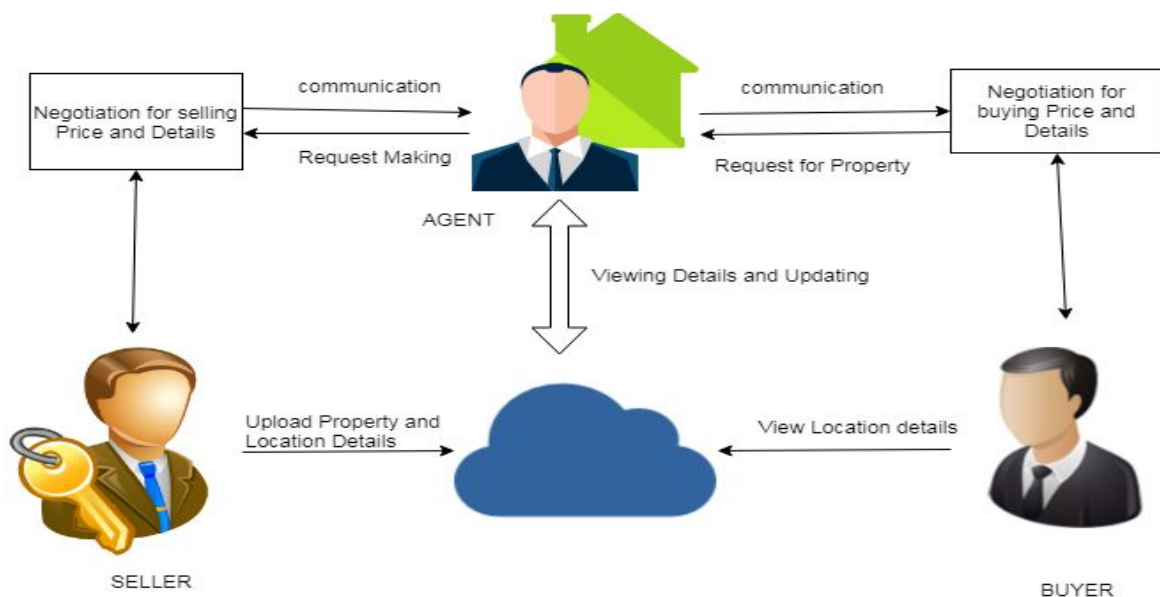 communication
communication
Negotiation for selling
Price and Details
Negotiation for
buying Price and
Details
Request Making
Request for Property
AGENT
Viewing Details and Updating
Upload Property and
Location Details
View Location details
SELLER
BUYER